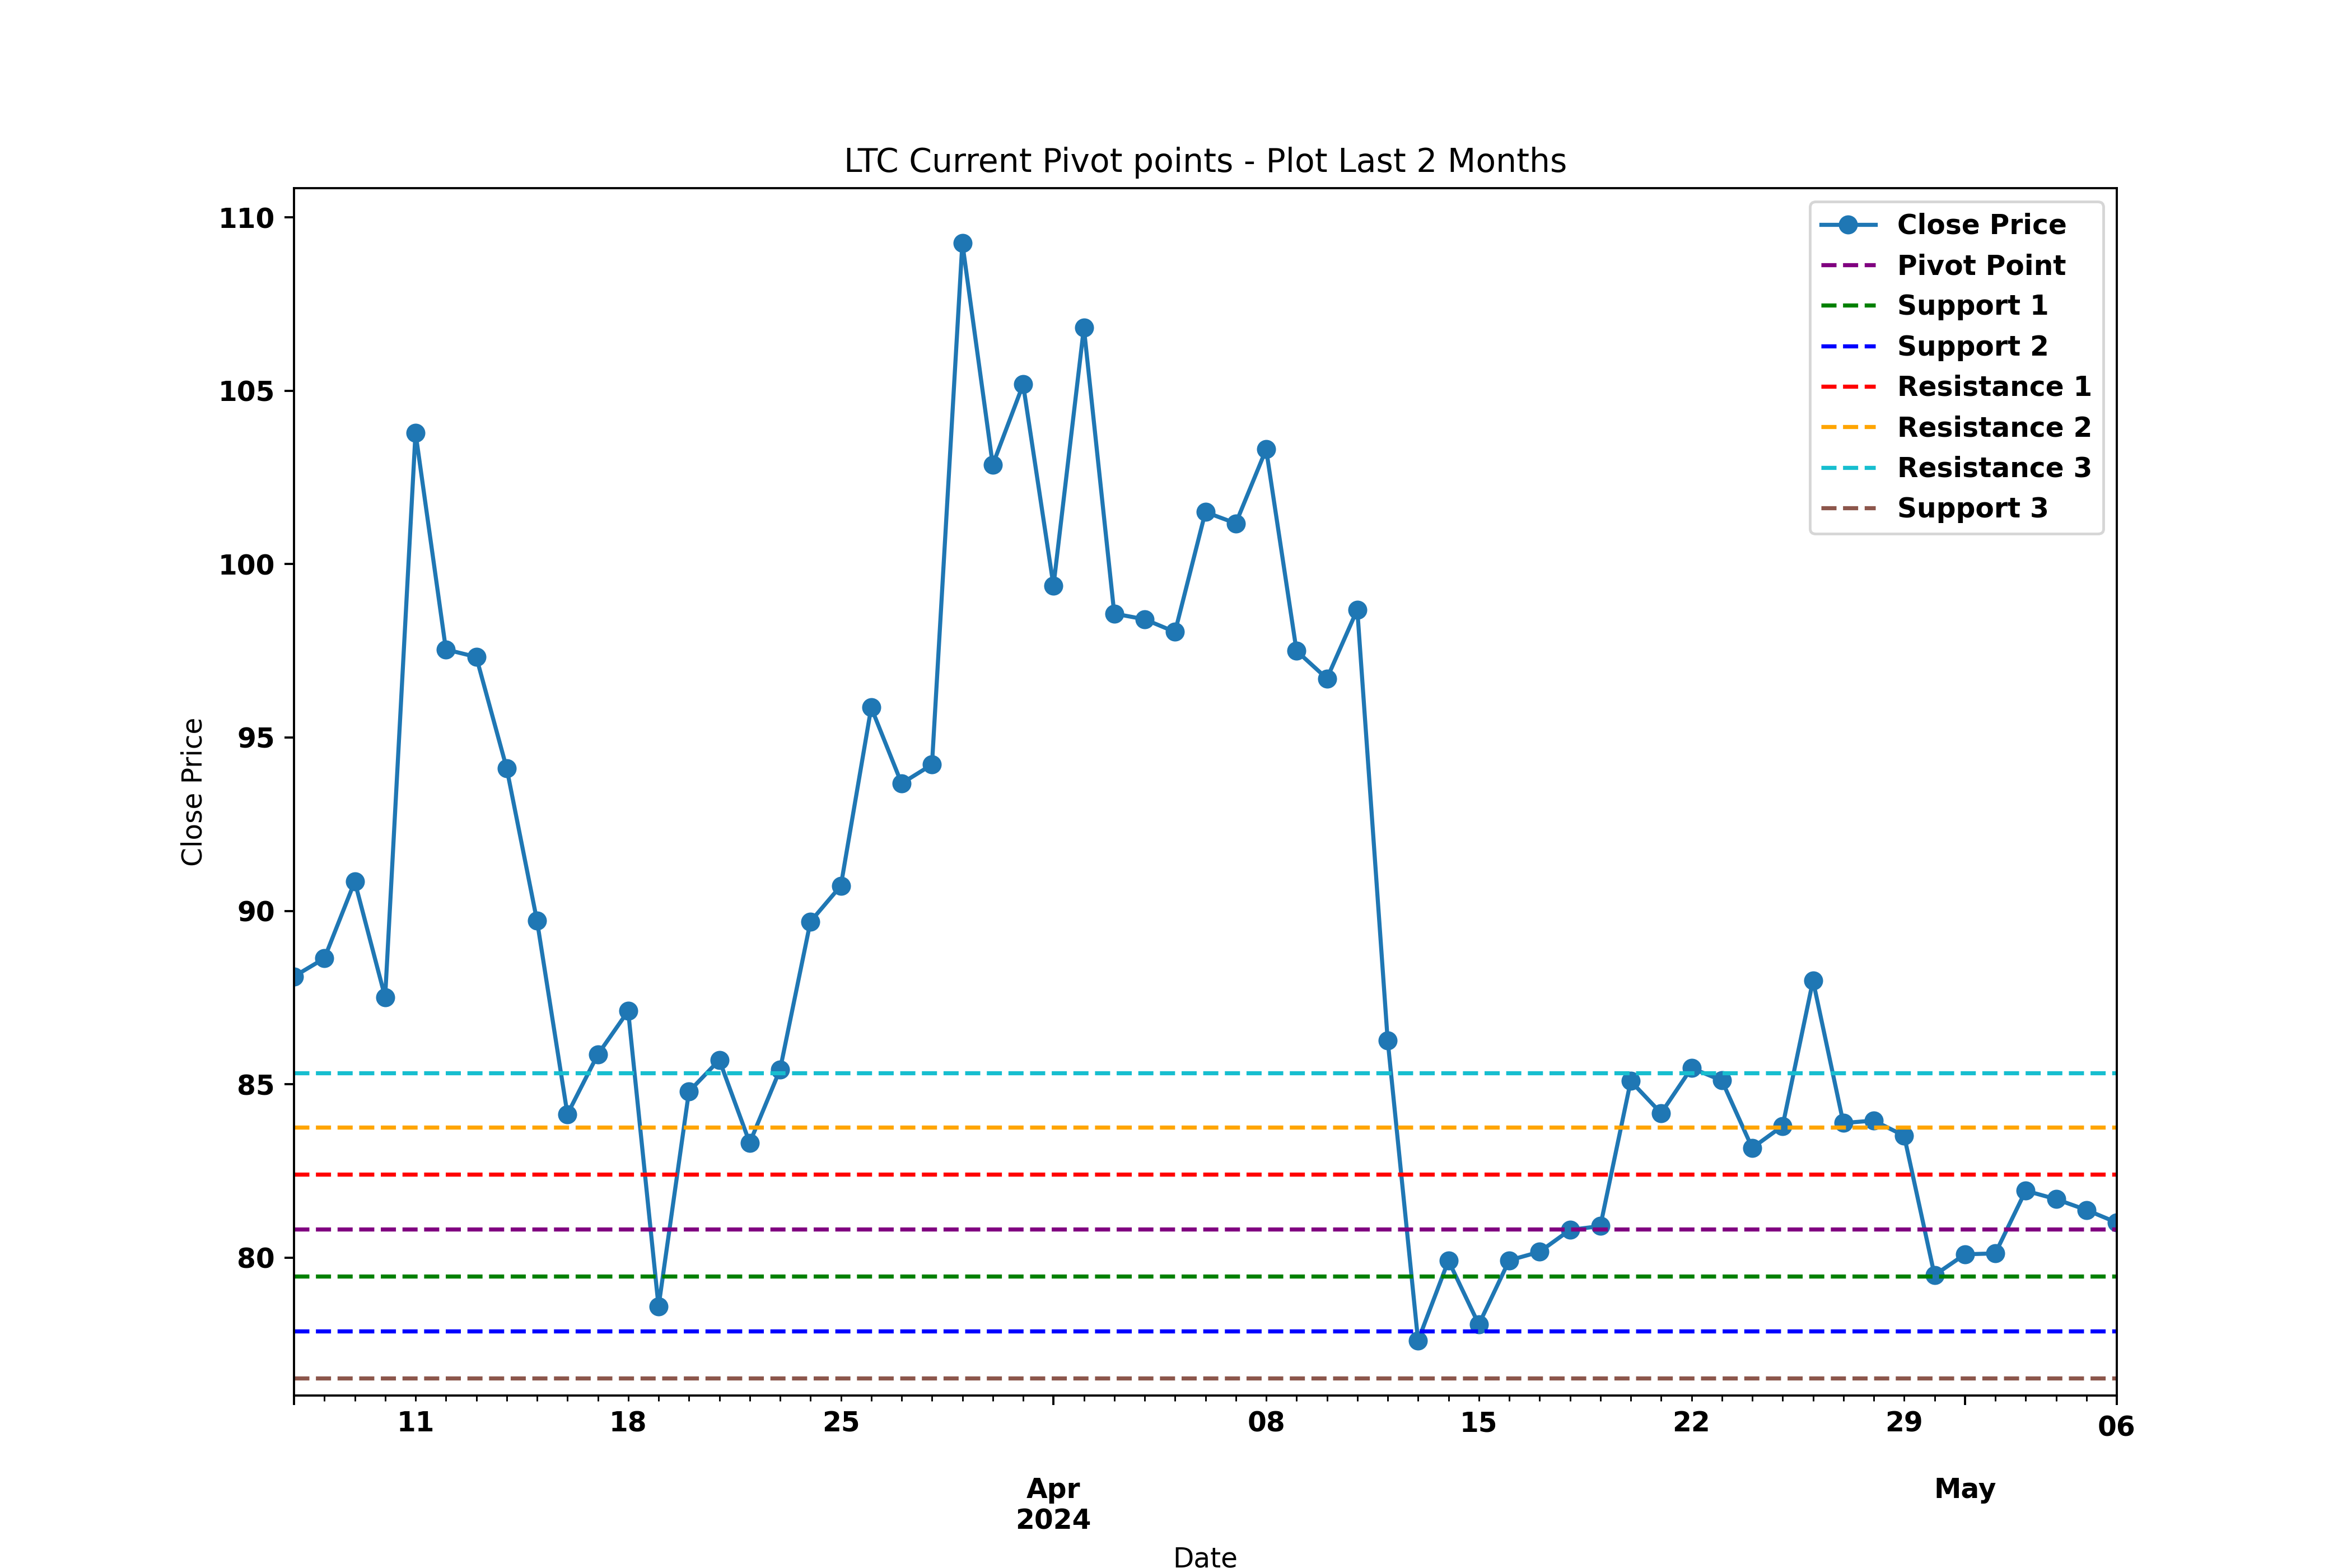 LTC Current Pivot points - Plot Last 2 Months
110
105
100
95
90
85
80
Close Price
Close Price
Pivot Point
Support 1
Support 2
Resistance 1
Resistance 2
Resistance 3
Support 3
11 18 25 08 15 22 29 06
Apr May
2024
Date